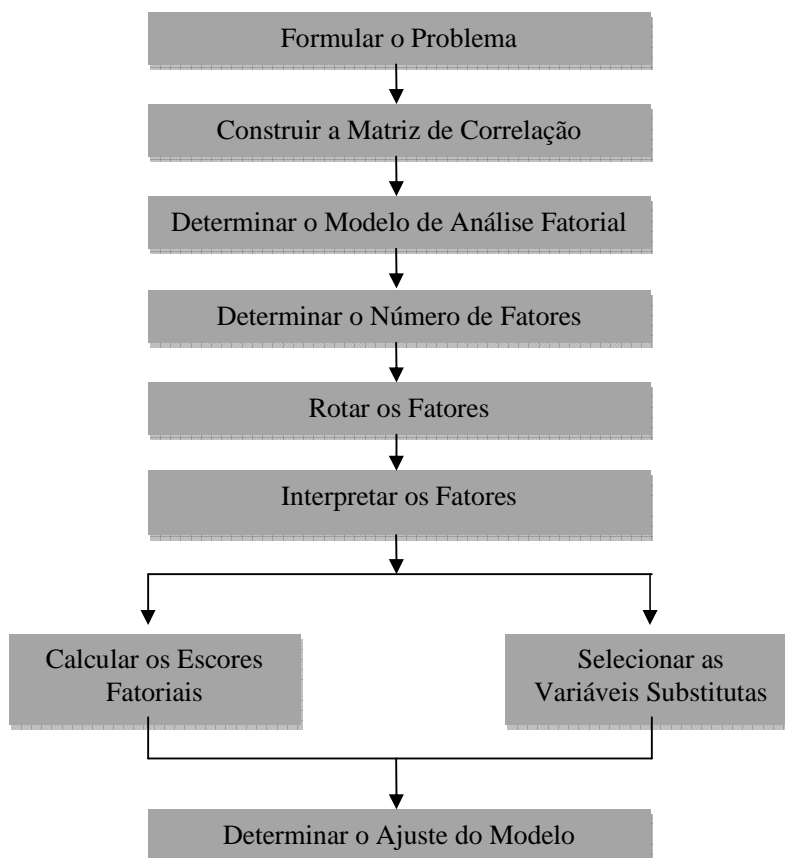 Formular o Problema
Construir a Matriz de Correlação
Determinar o Modelo de Análise Fatorial
Determinar o Número de Fatores
Rotar os Fatores
Interpretar os Fatores
Calcular os Escores
Fatoriais
Selecionar as
Variáveis Substitutas
Determinar o Ajuste do Modelo